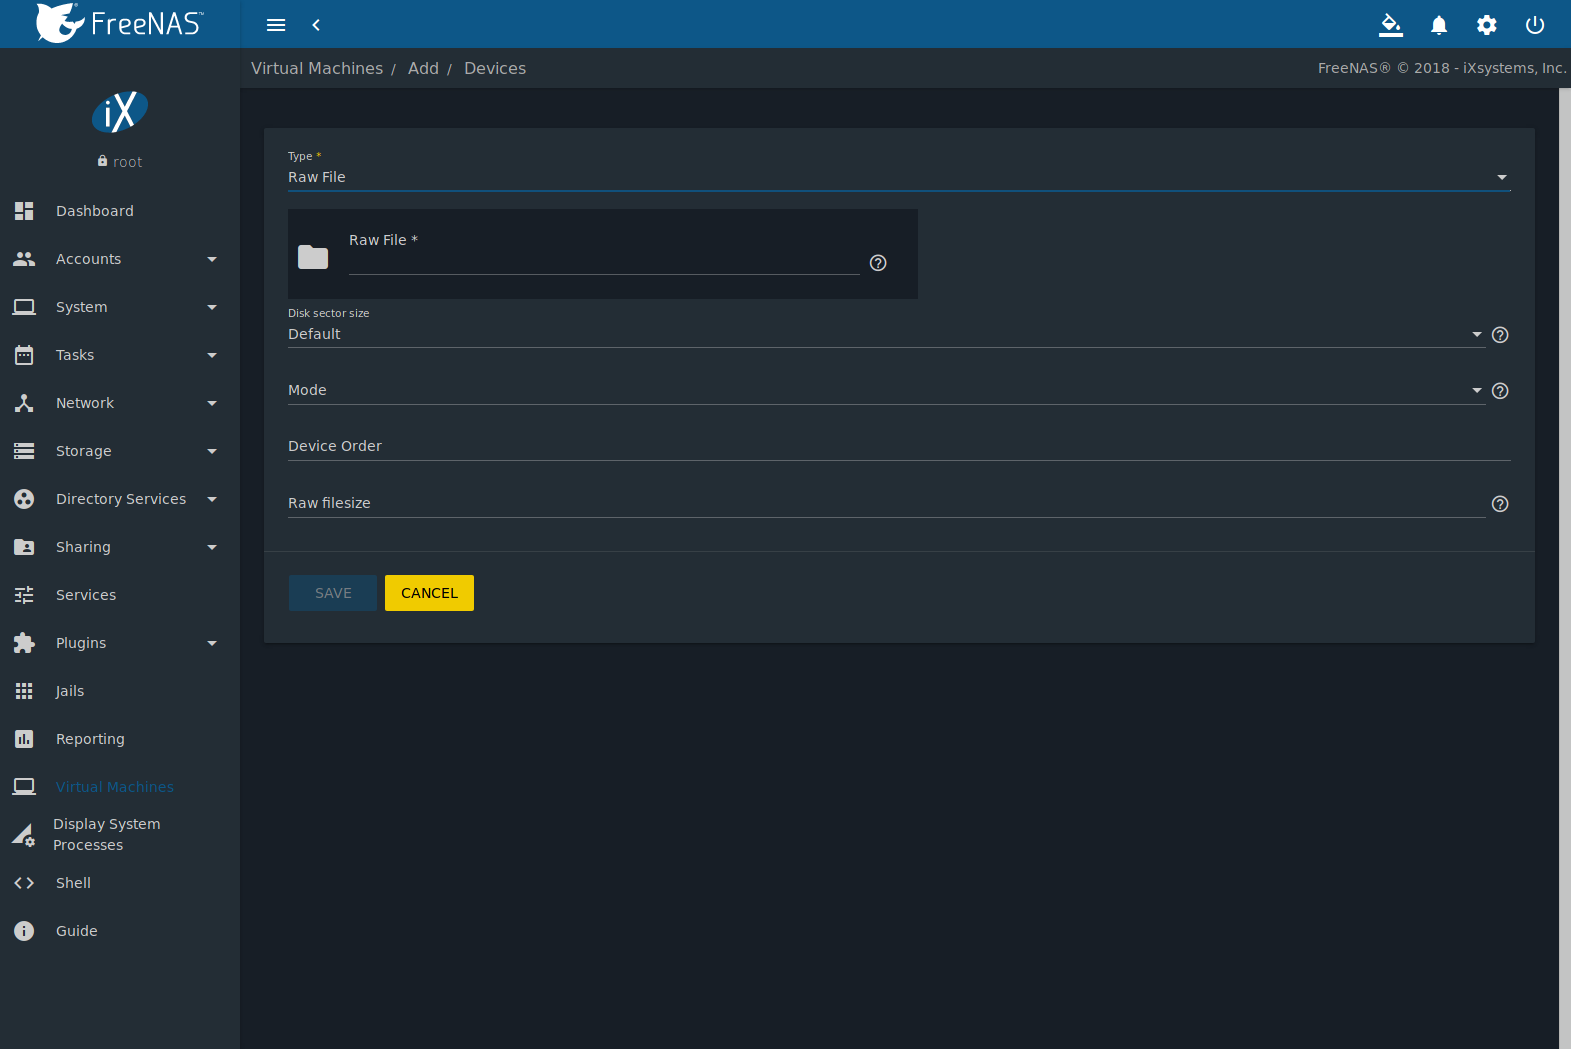 FreeNAS™
Virtual Machines / Add / Devices
FreeNAS® © 2018 - iXsystems, Inc.
iX
root
Dashboard
Accounts
System
Tasks
Network
Storage
Directory Services
Sharing
Services
Plugins
Jails
Reporting
Virtual Machines
Display System
Processes
Shell
Guide
Type *
Raw File
Raw File *
Disk sector size
Default
Mode
Device Order
Raw filesize
SAVE CANCEL